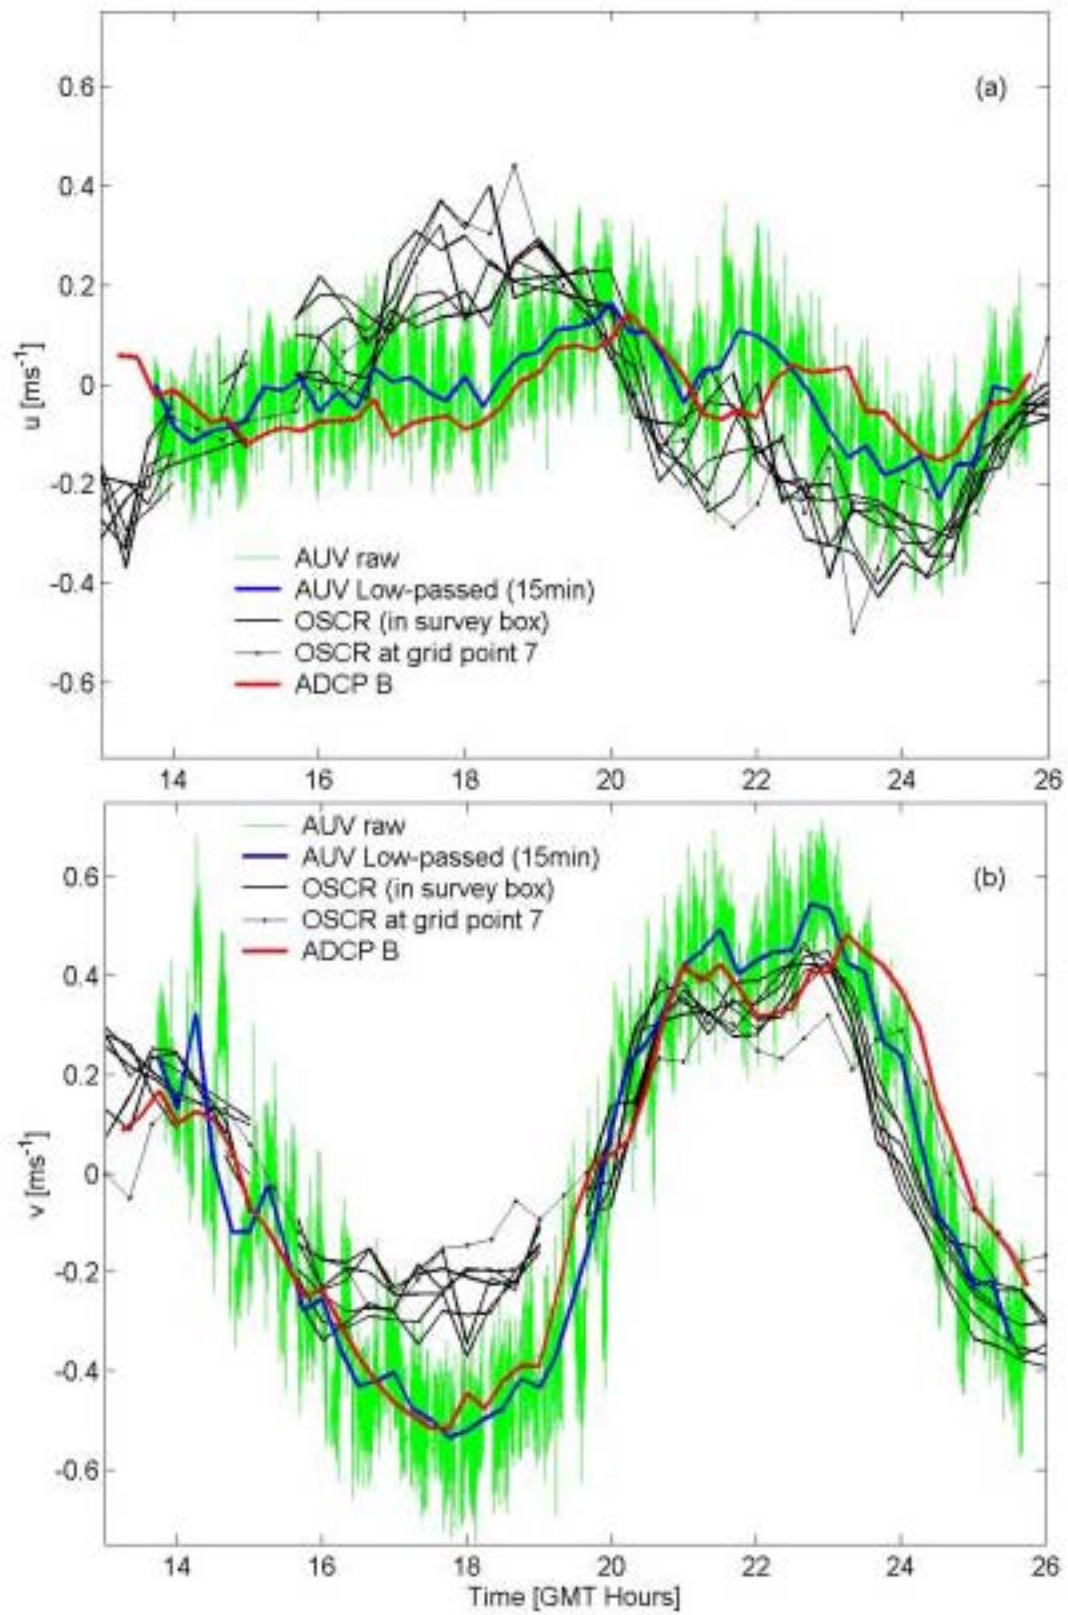 (a)
0.6
0.4
0.2
0
-0.2
-0.4
-0.6
u [ms⁻¹]
AUV raw
AUV Low-passed (15min)
OSCR (in survey box)
OSCR at grid point 7
ADCP B
14 16 18 20 22 24 26
AUV raw
AUV Low-passed (15min)
OSCR (in survey box)
OSCR at grid point 7
ADCP B
(b)
0.6
0.4
0.2
0
-0.2
-0.4
-0.6
v [ms⁻¹]
14 16 18 20 22 24 26
Time [GMT Hours]